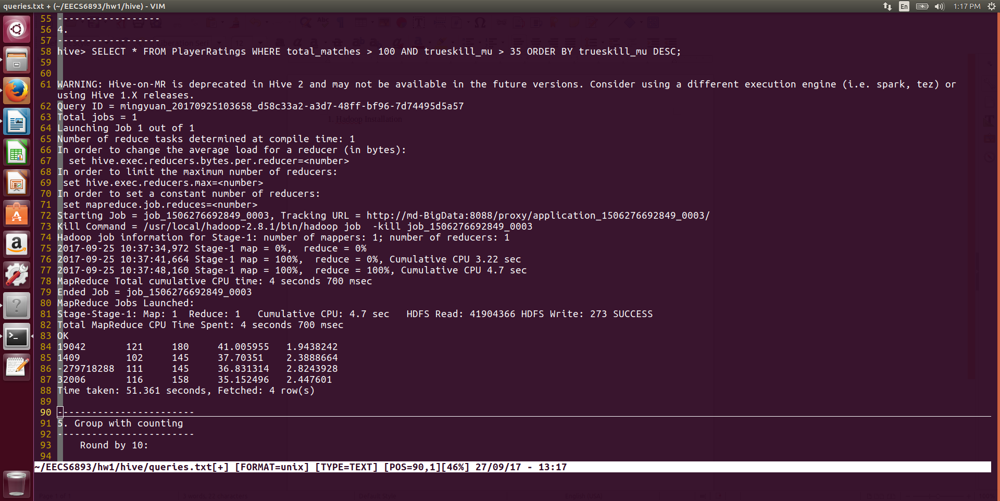 queries.txt + (~/EECS6893/hw1/hive) - VIM
En
1:17 PM
55 ------------------
56 4.
57 ------------------
58 hive> SELECT * FROM PlayerRatings WHERE total_matches > 100 AND trueskill_mu > 35 ORDER BY trueskill_mu DESC;
59
60
61 WARNING: Hive-on-MR is deprecated in Hive 2 and may not be available in the future versions. Consider using a different execution engine (i.e. spark, tez) or
using Hive 1.X releases.
62 Query ID = mingyuan_20170925103658_d58c33a2-a3d7-48ff-bf96-7d74495d5a57
63 Total jobs = 1
64 Launching Job 1 out of 1
1. Hadoop Installation
65 Number of reduce tasks determined at compile time: 1
66 In order to change the average load for a reducer (in bytes):
67   set hive.exec.reducers.bytes.per.reducer=<number>
68 In order to limit the maximum number of reducers:
69  set hive.exec.reducers.max=<number>
70 In order to set a constant number of reducers:
71  set mapreduce.job.reduces=<number>
72 Starting Job = job_1506276692849_0003, Tracking URL = http://md-BigData:8088/proxy/application_1506276692849_0003/
73 Kill Command = /usr/local/hadoop-2.8.1/bin/hadoop job  -kill job_1506276692849_0003
74 Hadoop job information for Stage-1: number of mappers: 1; number of reducers: 1
75 2017-09-25 10:37:34,972 Stage-1 map = 0%,  reduce = 0%
76 2017-09-25 10:37:41,664 Stage-1 map = 100%,  reduce = 0%, Cumulative CPU 3.22 sec
77 2017-09-25 10:37:48,160 Stage-1 map = 100%,  reduce = 100%, Cumulative CPU 4.7 sec
78 MapReduce Total cumulative CPU time: 4 seconds 700 msec
79 Ended Job = job_1506276692849_0003
80 MapReduce Jobs Launched:
81 Stage-Stage-1: Map: 1  Reduce: 1   Cumulative CPU: 4.7 sec   HDFS Read: 41904366 HDFS Write: 273 SUCCESS
82 Total MapReduce CPU Time Spent: 4 seconds 700 msec
83 OK
84 19042       121     180     41.005955   1.9438242
85 1409        102     145     37.70351    2.3888664
86 -279718288  111     145     36.831314   2.8243928
87 32006       116     158     35.152496   2.447601
88 Time taken: 51.361 seconds, Fetched: 4 row(s)
89
90 ------------------------
91 5. Group with counting
92 ------------------------
93     Round by 10:
94
~/EECS6893/hw1/hive/queries.txt[+] [FORMAT=unix] [TYPE=TEXT] [POS=90,1][46%] 27/09/17 - 13:17